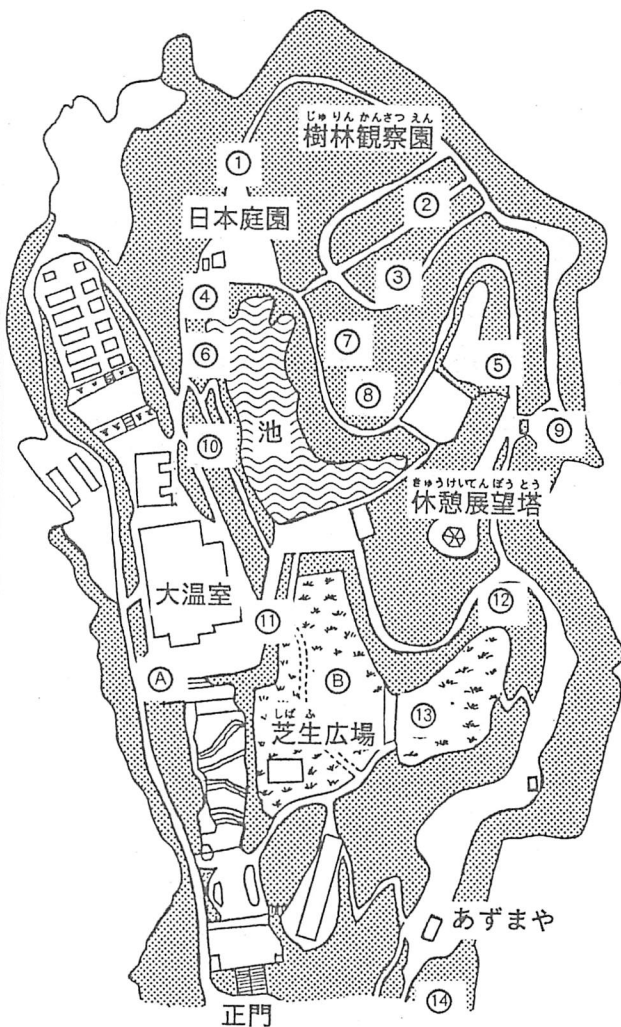 じゅりんかんさつえん
樹林観察園
①
②
日本庭園
③
④
⑦
⑥
⑤
⑧
⑨
池
⑩
きゅうけいてんぼうとう
休憩展望塔
大温室
⑫
⑪
Ⓐ
Ⓑ
⑬
しばふ
芝生広場
あずまや
⑭
正門